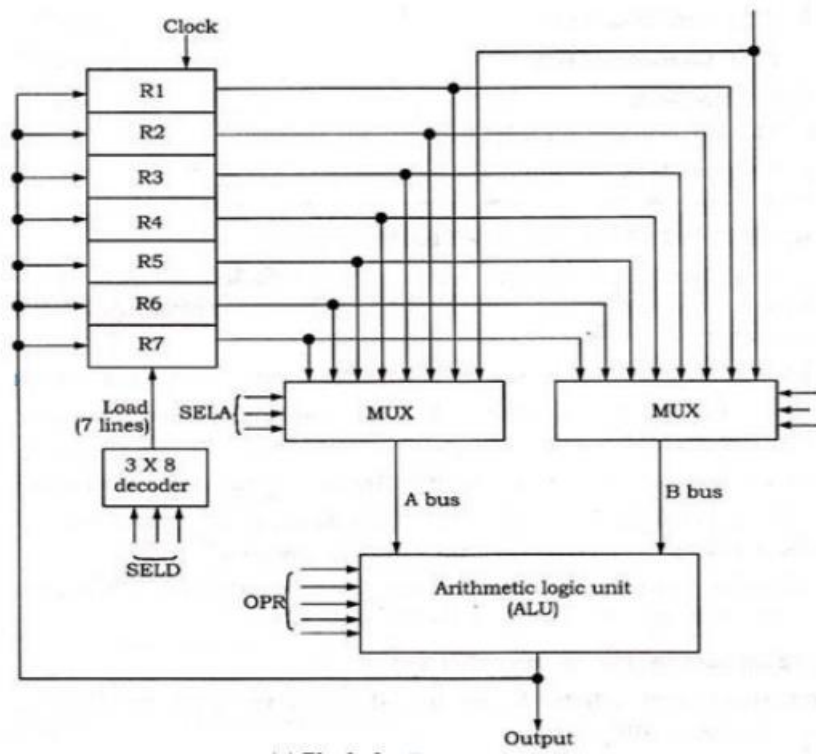 Clock
R1
R2
R3
R4
R5
R6
R7
Load
(7 lines)
SELA
MUX
MUX
3 X 8
decoder
A bus
B bus
SELD
OPR
Arithmetic logic unit
(ALU)
Output